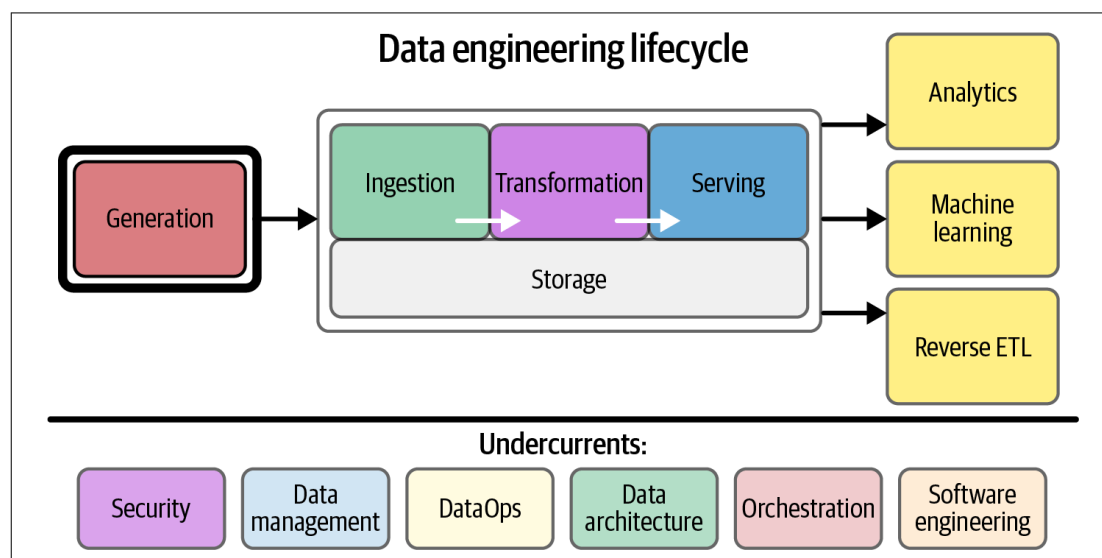 Data engineering lifecycle
Generation
Ingestion
Transformation
Serving
Storage
Analytics
Machine
learning
Reverse ETL
Undercurrents:
Security
Data
management
DataOps
Data
architecture
Orchestration
Software
engineering